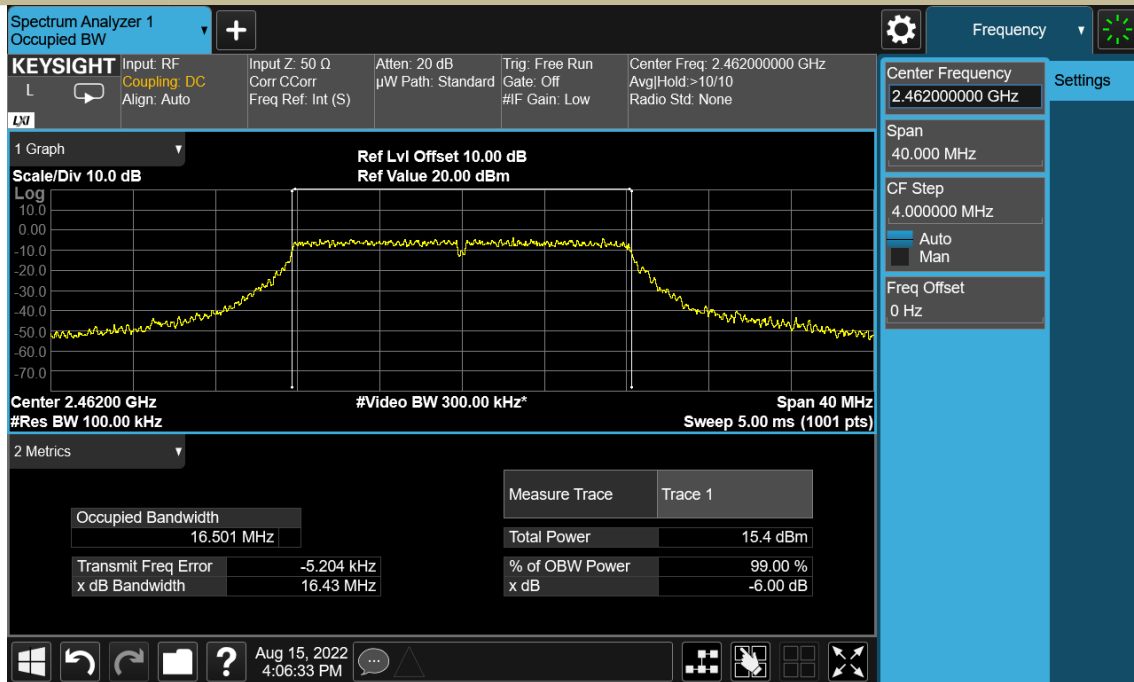 Spectrum Analyzer 1
Occupied BW
Frequency
KEYSIGHT
L
LXI
Input: RF
Coupling: DC
Align: Auto
Input Z: 50 Ω
Corr CCorr
Freq Ref: Int (S)
Atten: 20 dB
µW Path: Standard
Trig: Free Run
Gate: Off
#IF Gain: Low
Center Freq: 2.462000000 GHz
Avg|Hold:>10/10
Radio Std: None
Center Frequency
2.462000000 GHz
Settings
Span
40.000 MHz
CF Step
4.000000 MHz
Auto
Man
Freq Offset
0 Hz
1 Graph
Scale/Div 10.0 dB
Ref Lvl Offset 10.00 dB
Ref Value 20.00 dBm
Log
10.0
0.00
-10.0
-20.0
-30.0
-40.0
-50.0
-60.0
-70.0
Center 2.46200 GHz
#Video BW 300.00 kHz*
Span 40 MHz
#Res BW 100.00 kHz
Sweep 5.00 ms (1001 pts)
2 Metrics
Measure Trace
Trace 1
Occupied Bandwidth
16.501 MHz
Total Power
15.4 dBm
Transmit Freq Error
-5.204 kHz
% of OBW Power
99.00 %
x dB Bandwidth
16.43 MHz
x dB
-6.00 dB
?
Aug 15, 2022
4:06:33 PM